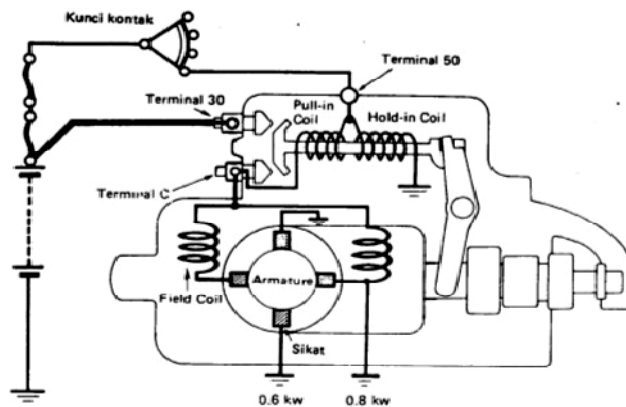 Kunci kontak
Terminal 50
Terminal 30
Pull-in
Coil
Hold-in Coil
Terminal C
Armature
Field Coil
Sikat
0.6 kw
0.8 kw